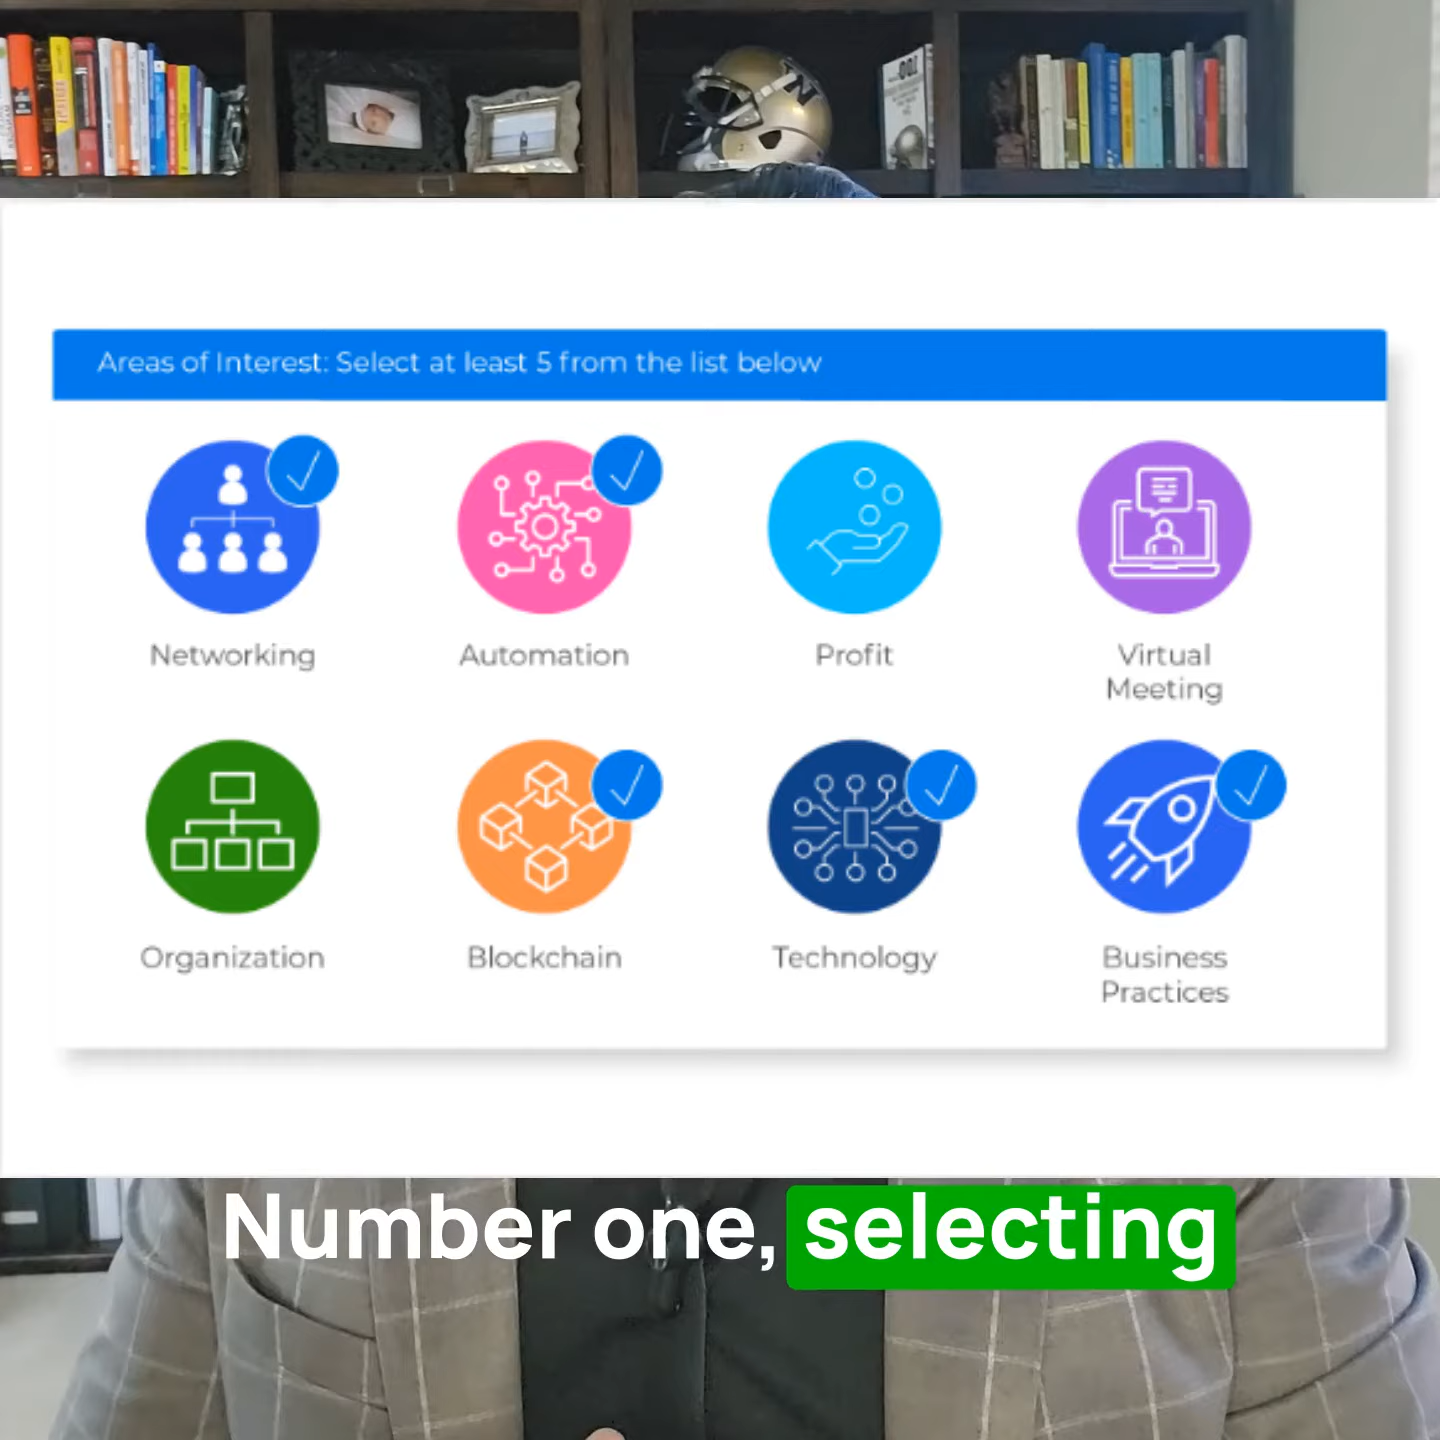 Areas of Interest: Select at least 5 from the list below
Networking
Automation
Profit
Virtual
Meeting
Organization
Blockchain
Technology
Business
Practices
Number one, selecting